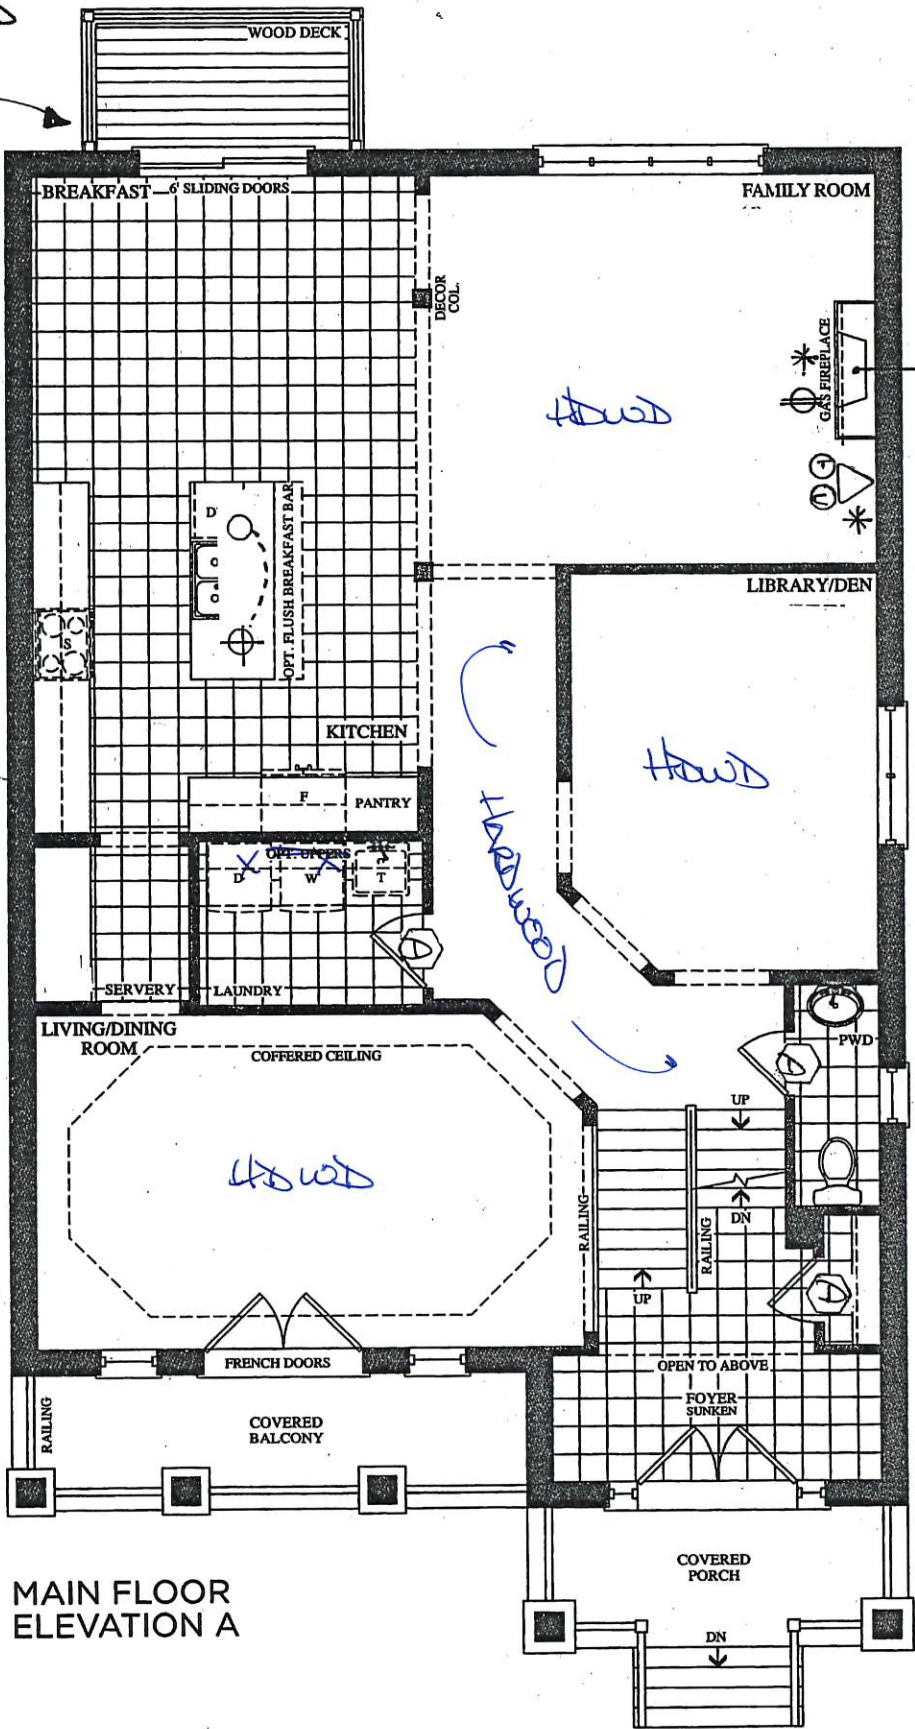 WOOD DECK
BREAKFAST
6' SLIDING DOORS
FAMILY ROOM
DECOR
COL.
GAS FIREPLACE
HDWD
D
OPT. FLUSH BREAKFAST BAR
S
LIBRARY/DEN
KITCHEN
HDWD
F
PANTRY
HARDWOOD
OPT. UPPERS
D
W
T
D
SERVERY
LAUNDRY
LIVING/DINING
ROOM
COFFERED CEILING
PWD
D
UP
HDWD
RAILING
RAILING
DN
UP
D
FRENCH DOORS
OPEN TO ABOVE
FOYER
SUNKEN
RAILING
COVERED
BALCONY
COVERED
PORCH
DN
MAIN FLOOR
ELEVATION A